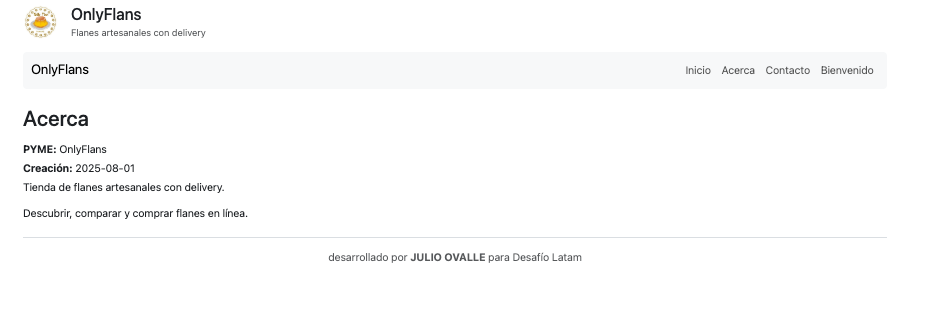 OnlyFlans
Flanes artesanales con delivery
OnlyFlans
Inicio Acerca Contacto Bienvenido
Acerca
PYME: OnlyFlans
Creación: 2025-08-01
Tienda de flanes artesanales con delivery.
Descubrir, comparar y comprar flanes en línea.
desarrollado por JULIO OVALLE para Desafío Latam